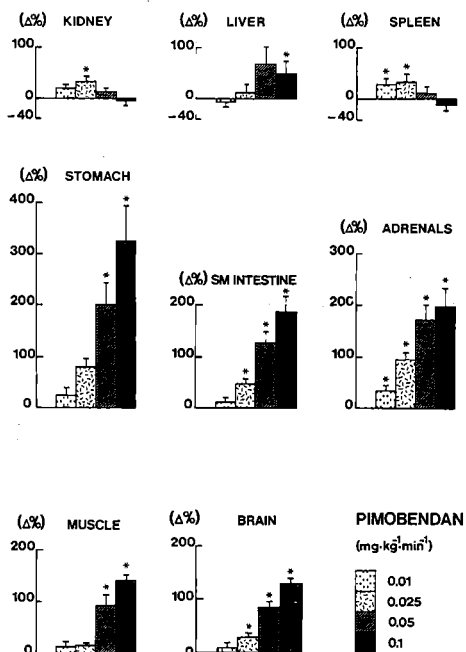 (Δ%) KIDNEY
100
0
−40
*
(Δ%) LIVER
100
0
−40
*
(Δ%) SPLEEN
100
0
−40
* *
(Δ%) STOMACH
400
300
200
100
0
* *
(Δ%) SM INTESTINE
200
100
0
* * *
(Δ%) ADRENALS
300
200
100
0
* * * *
(Δ%) MUSCLE
200
100
0
* *
(Δ%) BRAIN
200
100
0
* * *
PIMOBENDAN
(mg·kg⁻¹·min⁻¹)
0.01
0.025
0.05
0.1